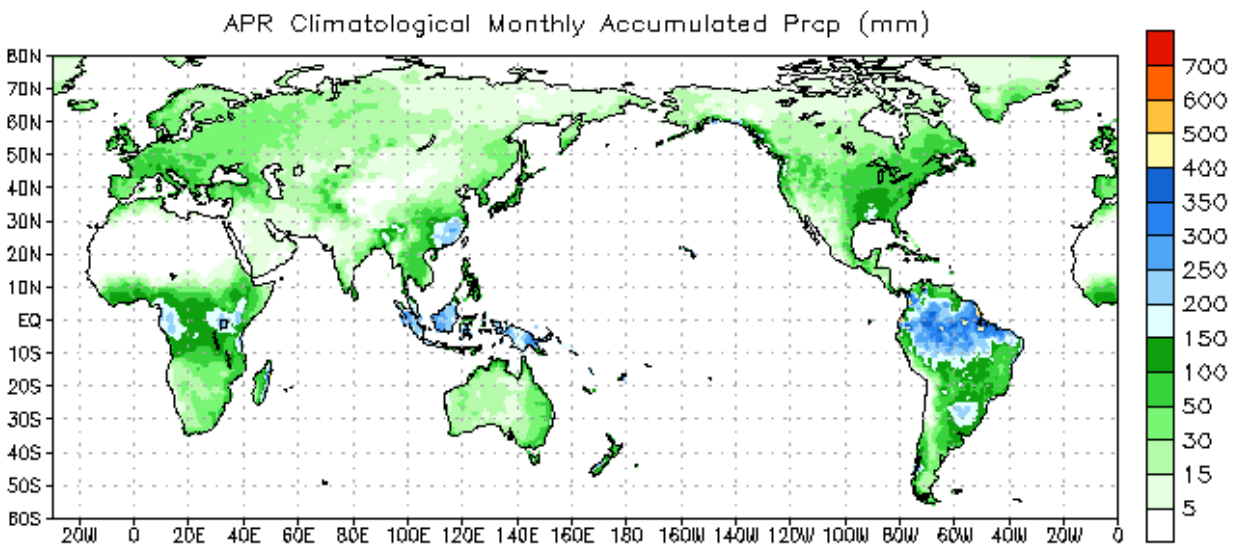 APR Climatological Monthly Accumulated Prcp (mm)
80N
70N
60N
50N
40N
30N
20N
10N
EQ
10S
20S
30S
40S
50S
60S
20W 0 20E 40E 60E 80E 100E 120E 140E 160E 180 160W 140W 120W 100W 80W 60W 40W 20W 0
700
600
500
400
350
300
250
200
150
100
50
30
15
5